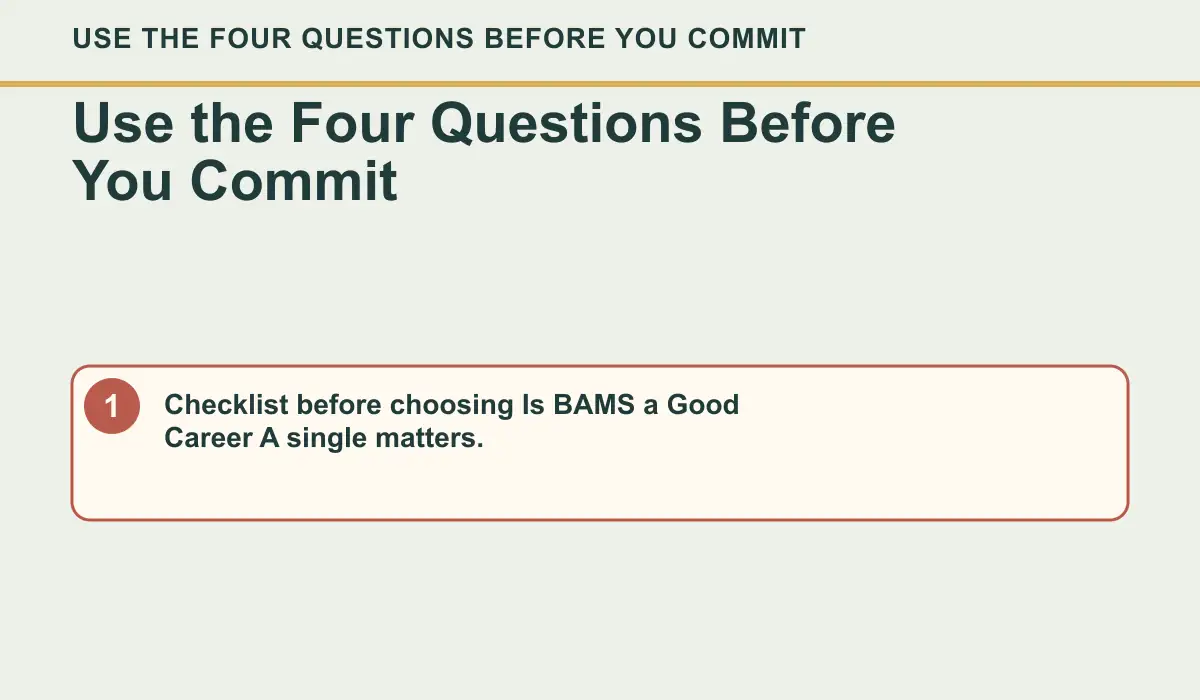 USE THE FOUR QUESTIONS BEFORE YOU COMMIT
Use the Four Questions Before
You Commit
1
Checklist before choosing Is BAMS a Good
Career A single matters.